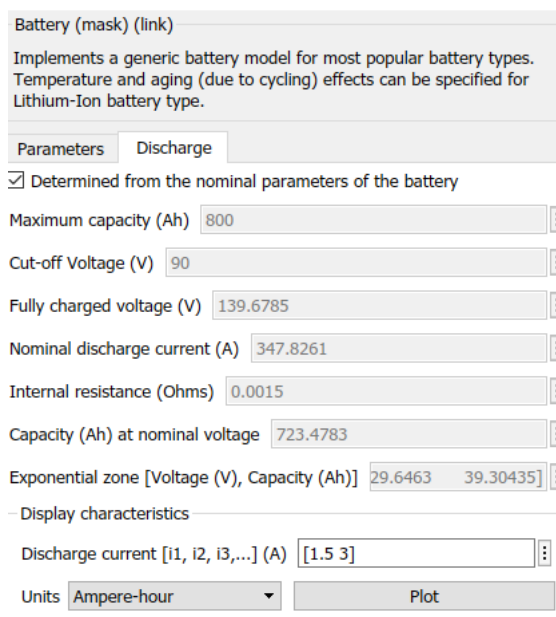 Battery (mask) (link)
Implements a generic battery model for most popular battery types.
Temperature and aging (due to cycling) effects can be specified for
Lithium-Ion battery type.
Parameters Discharge
Determined from the nominal parameters of the battery
Maximum capacity (Ah) 800
Cut-off Voltage (V) 90
Fully charged voltage (V) 139.6785
Nominal discharge current (A) 347.8261
Internal resistance (Ohms) 0.0015
Capacity (Ah) at nominal voltage 723.4783
Exponential zone [Voltage (V), Capacity (Ah)] 29.6463 39.30435]
Display characteristics
Discharge current [i1, i2, i3,...] (A) [1.5 3]
Units Ampere-hour Plot